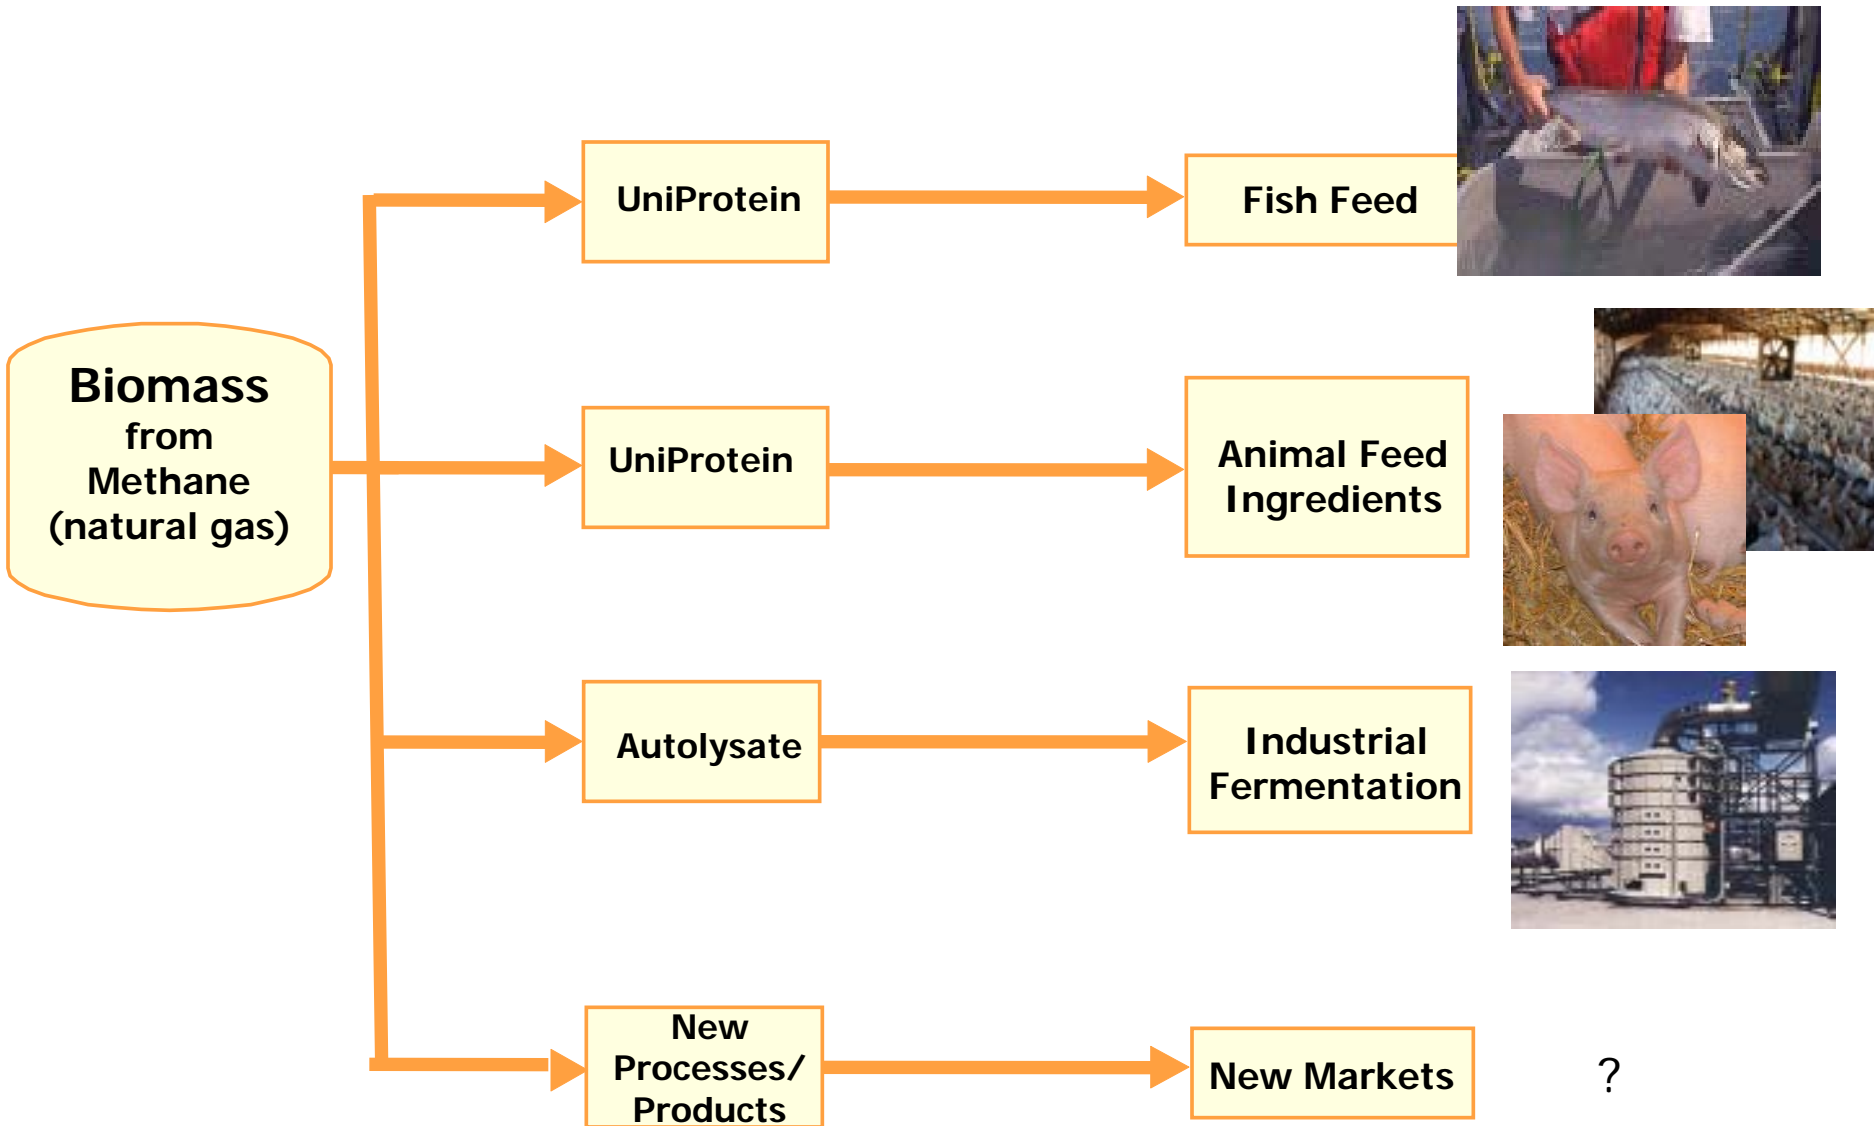 UniProtein
Fish Feed
Biomass
from
Methane
(natural gas)
UniProtein
Animal Feed
Ingredients
Autolysate
Industrial
Fermentation
New
Processes/
Products
New Markets
?